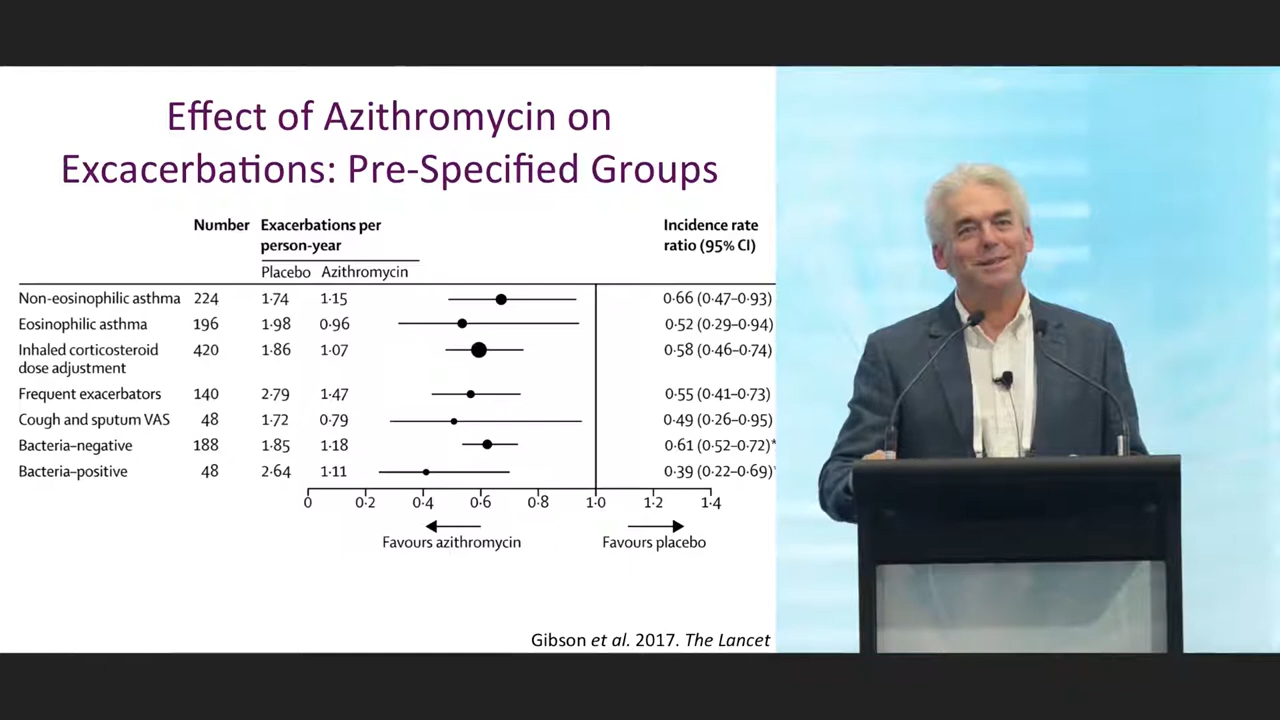 Effect of Azithromycin on
Excacerbations: Pre-Specified Groups
Number Exacerbations per Incidence rate
person-year ratio (95% CI)
Placebo Azithromycin
Non-eosinophilic asthma 224 1·74 1·15 0·66 (0·47–0·93)
Eosinophilic asthma 196 1·98 0·96 0·52 (0·29–0·94)
Inhaled corticosteroid 420 1·86 1·07 0·58 (0·46–0·74)
dose adjustment
Frequent exacerbators 140 2·79 1·47 0·55 (0·41–0·73)
Cough and sputum VAS 48 1·72 0·79 0·49 (0·26–0·95)
Bacteria-negative 188 1·85 1·18 0·61 (0·52–0·72)*
Bacteria-positive 48 2·64 1·11 0·39 (0·22–0·69)*
0 0·2 0·4 0·6 0·8 1·0 1·2 1·4
Favours azithromycin Favours placebo
Gibson et al. 2017. The Lancet